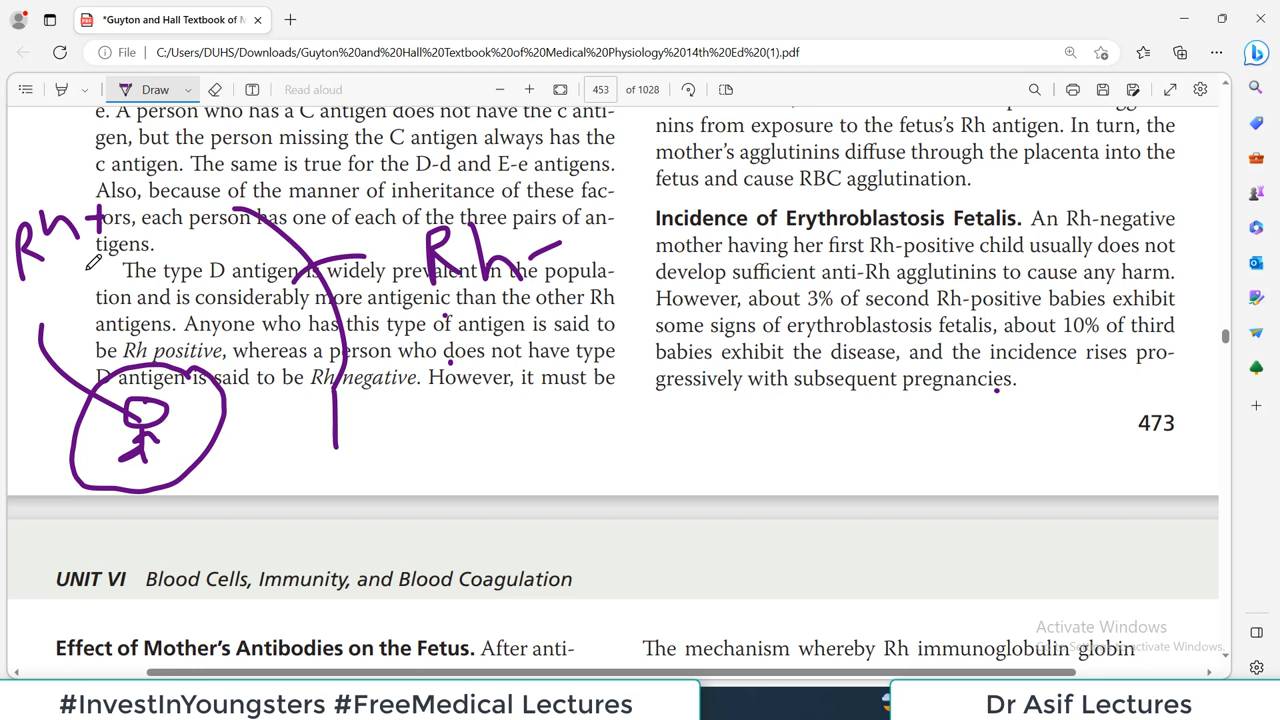 *Guyton and Hall Textbook of M
File
C:/Users/DUHS/Downloads/Guyton%20and%20Hall%20Textbook%20of%20Medical%20Physiology%2014th%20Ed%20(1).pdf
Draw
Read aloud
453
of 1028
e. A person who has a C antigen does not have the c anti-
gen, but the person missing the C antigen always has the
c antigen. The same is true for the D-d and E-e antigens.
Also, because of the manner of inheritance of these fac-
tors, each person has one of each of the three pairs of an-
tigens.
The type D antigen is widely prevalent in the popula-
tion and is considerably more antigenic than the other Rh
antigens. Anyone who has this type of antigen is said to
be Rh positive, whereas a person who does not have type
D antigen is said to be Rh negative. However, it must be
Rh+
Rh-
nins from exposure to the fetus's Rh antigen. In turn, the
mother's agglutinins diffuse through the placenta into the
fetus and cause RBC agglutination.
Incidence of Erythroblastosis Fetalis. An Rh-negative
mother having her first Rh-positive child usually does not
develop sufficient anti-Rh agglutinins to cause any harm.
However, about 3% of second Rh-positive babies exhibit
some signs of erythroblastosis fetalis, about 10% of third
babies exhibit the disease, and the incidence rises pro-
gressively with subsequent pregnancies.
473
UNIT VI Blood Cells, Immunity, and Blood Coagulation
Effect of Mother's Antibodies on the Fetus. After anti-
The mechanism whereby Rh immunoglobulin globin
Activate Windows
Go to Settings to activate Windows.
#InvestInYoungsters #FreeMedical Lectures
Dr Asif Lectures